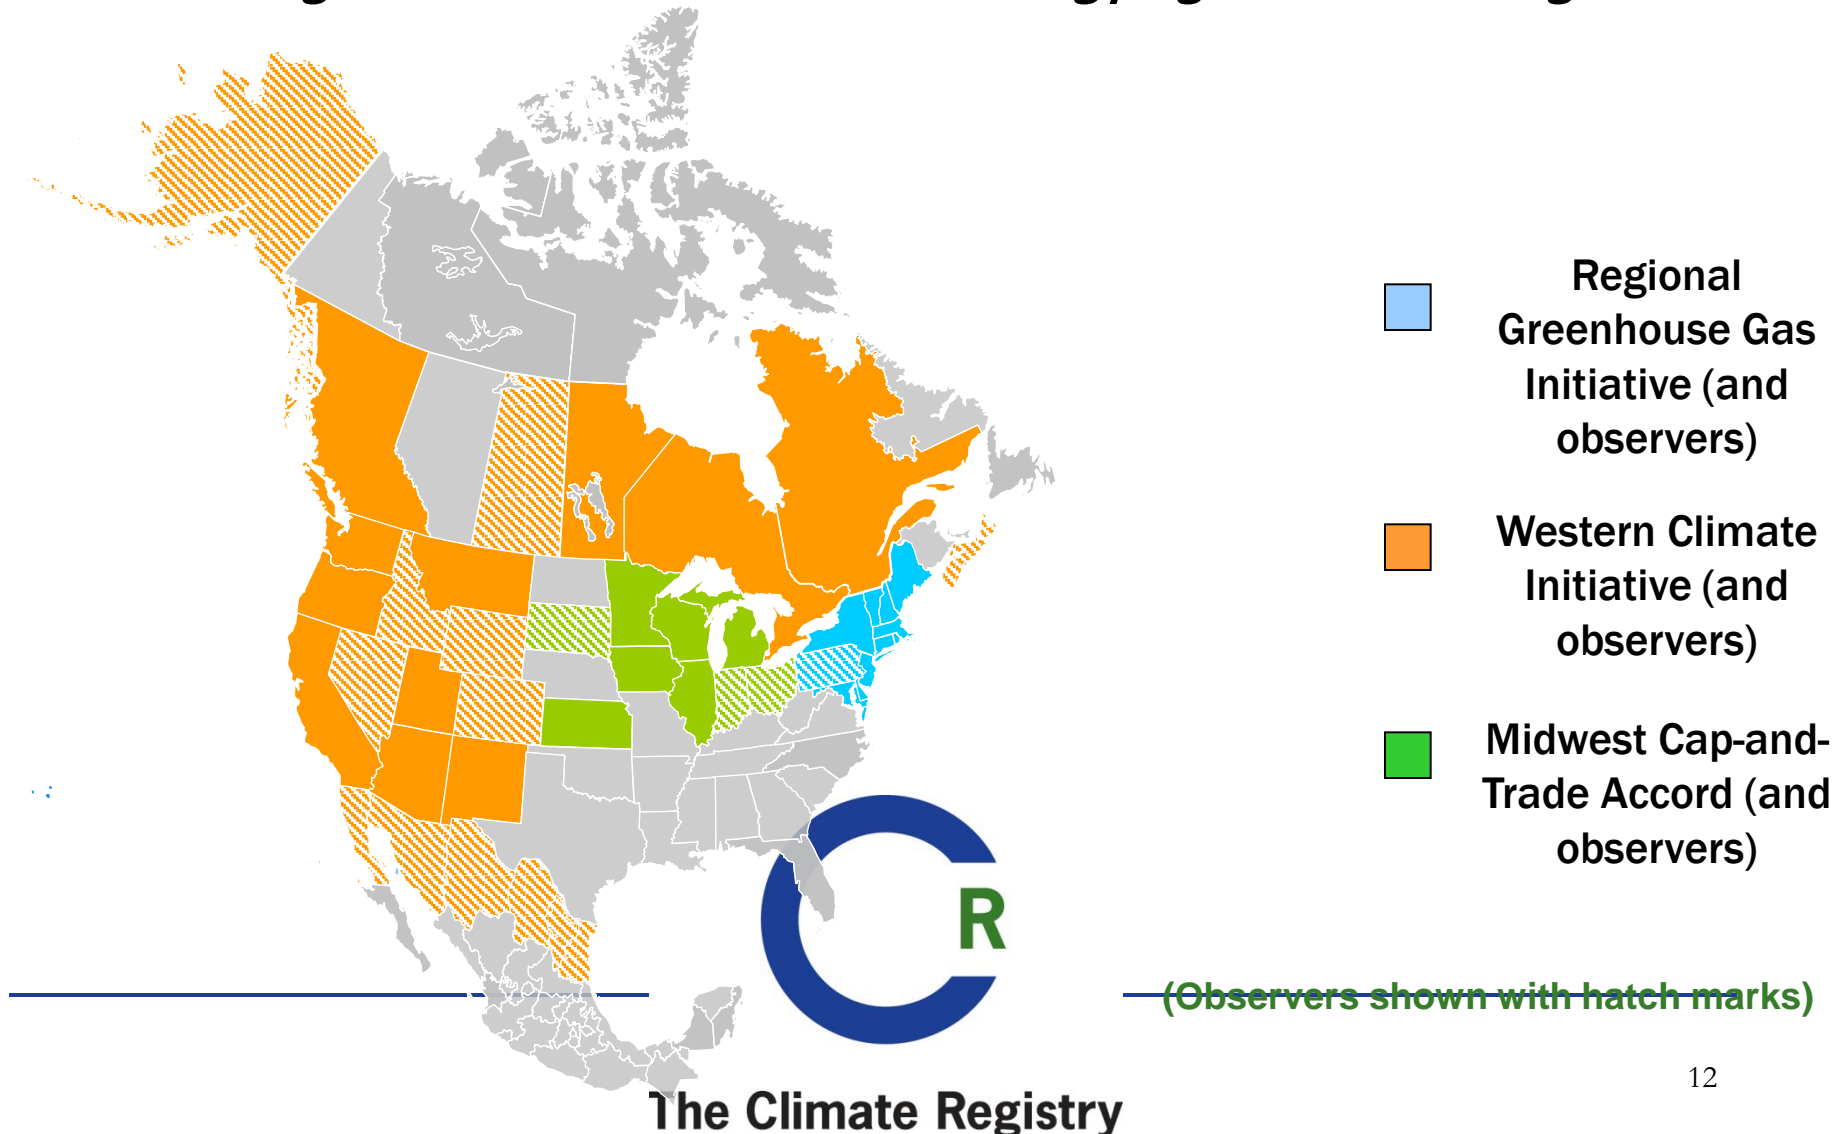 Regional
Greenhouse Gas
Initiative (and
observers)
Western Climate
Initiative (and
observers)
Midwest Cap-and-
Trade Accord (and
observers)
R
(Observers shown with hatch marks)
12
The Climate Registry